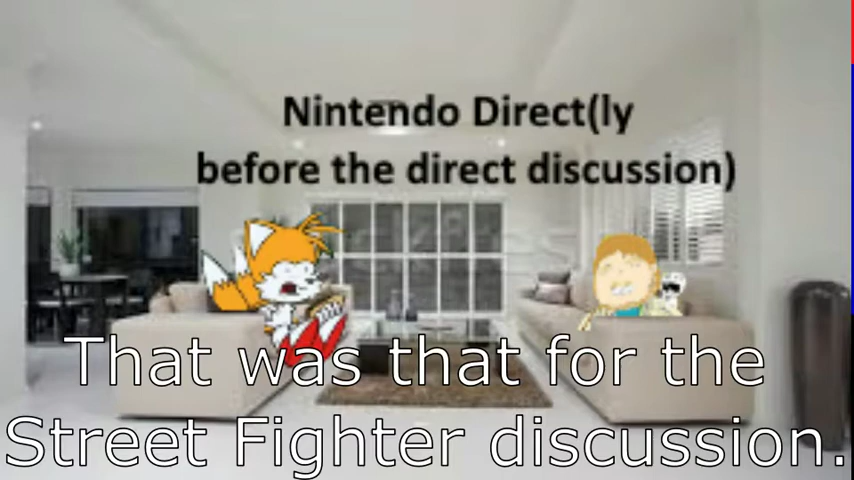 Nintendo Direct(ly
before the direct discussion)
That was that for the
Street Fighter discussion.